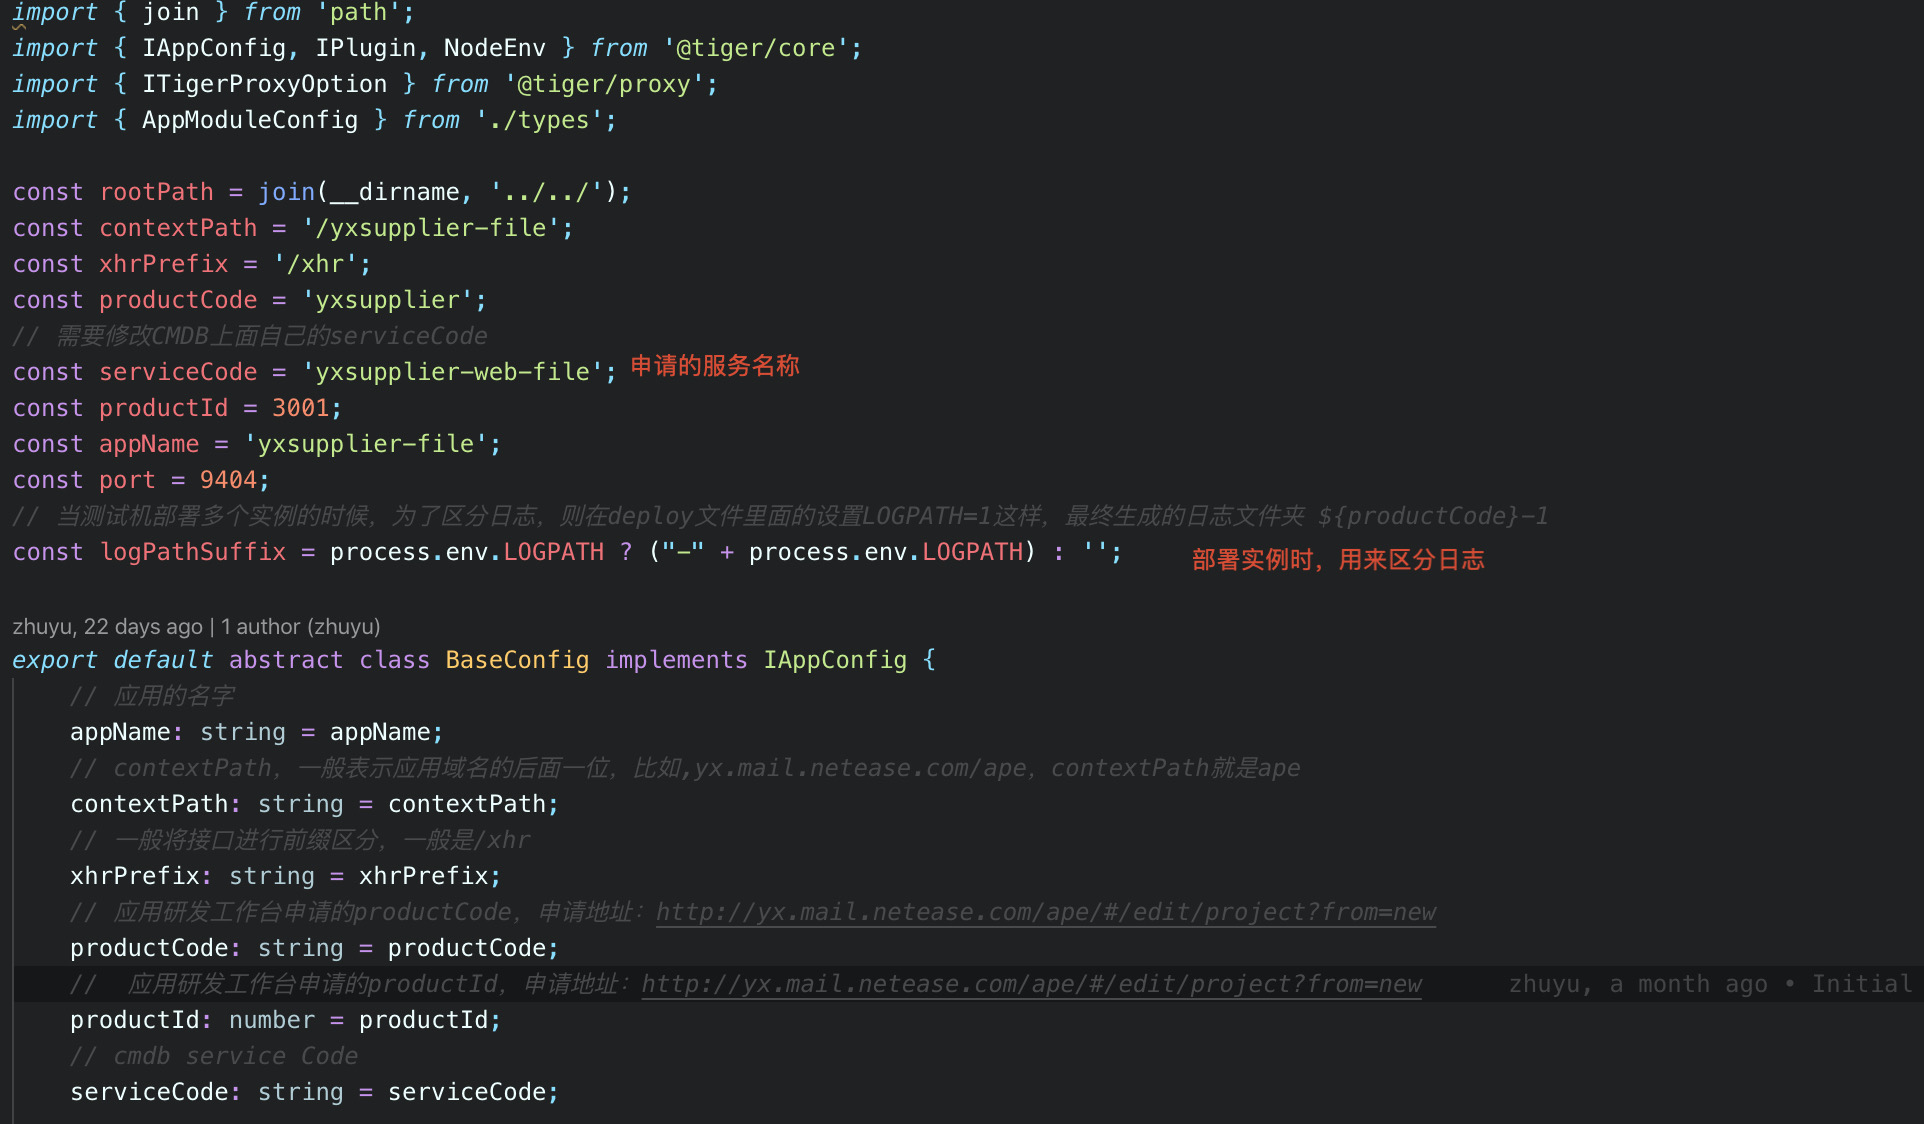 import { join } from 'path';
import { IAppConfig, IPlugin, NodeEnv } from '@tiger/core';
import { ITigerProxyOption } from '@tiger/proxy';
import { AppModuleConfig } from './types';
const rootPath = join(__dirname, '../../');
const contextPath = '/yxsupplier-file';
const xhrPrefix = '/xhr';
const productCode = 'yxsupplier';
// 需要修改CMDB上面自己的serviceCode
const serviceCode = 'yxsupplier-web-file'; 申请的服务名称
const productId = 3001;
const appName = 'yxsupplier-file';
const port = 9404;
// 当测试机部署多个实例的时候，为了区分日志，则在deploy文件里面的设置LOGPATH=1这样，最终生成的日志文件夹 ${productCode}-1
const logPathSuffix = process.env.LOGPATH ? ("-" + process.env.LOGPATH) : ''; 部署实例时，用来区分日志
zhuyu, 22 days ago | 1 author (zhuyu)
export default abstract class BaseConfig implements IAppConfig {
// 应用的名字
appName: string = appName;
// contextPath，一般表示应用域名的后面一位，比如,yx.mail.netease.com/ape，contextPath就是ape
contextPath: string = contextPath;
// 一般将接口进行前缀区分，一般是/xhr
xhrPrefix: string = xhrPrefix;
// 应用研发工作台申请的productCode，申请地址：http://yx.mail.netease.com/ape/#/edit/project?from=new
productCode: string = productCode;
//  应用研发工作台申请的productId，申请地址：http://yx.mail.netease.com/ape/#/edit/project?from=new zhuyu, a month ago • Initial
productId: number = productId;
// cmdb service Code
serviceCode: string = serviceCode;